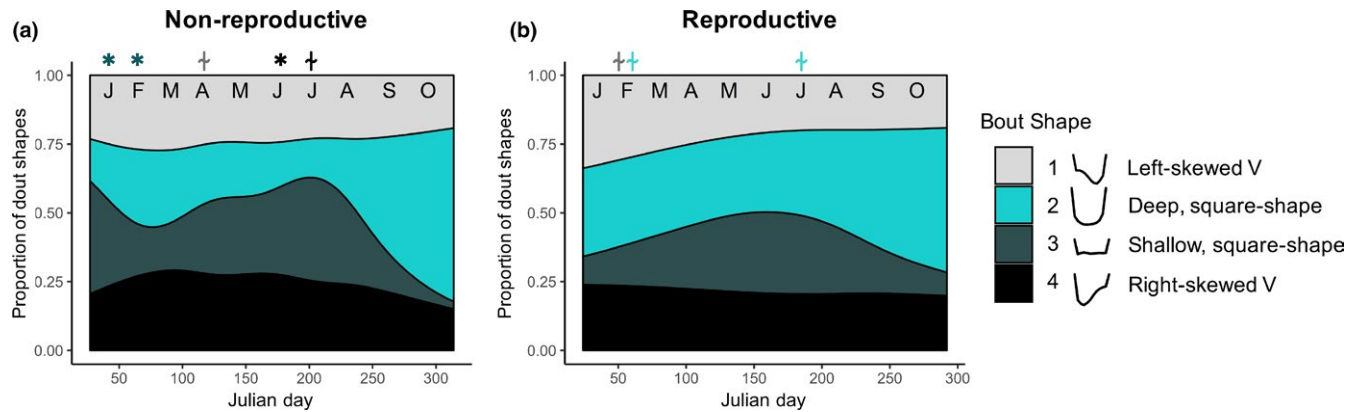 Non-reproductive
Reproductive
(a)
(b)
* * ∤ * ∤
∤ ∤ ∤
J F M A M J J A S O
J F M A M J J A S O
Proportion of dout shapes
1.00
0.75
0.50
0.25
0.00
50 100 150 200 250 300
Julian day
Proportion of dout shapes
1.00
0.75
0.50
0.25
0.00
50 100 150 200 250 300
Julian day
Bout Shape
1 Left-skewed V
2 Deep, square-shape
3 Shallow, square-shape
4 Right-skewed V